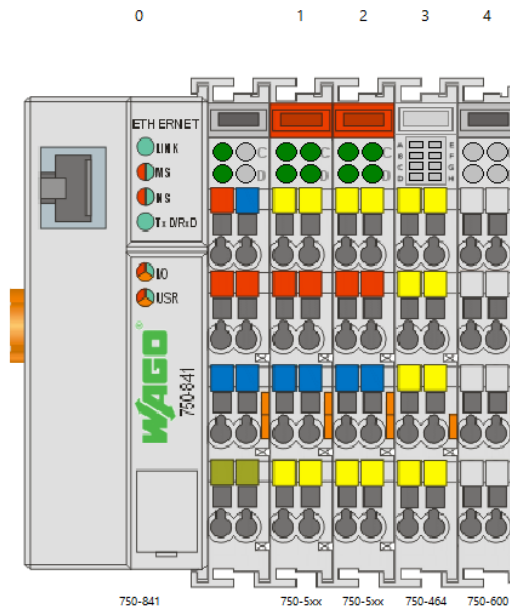 0 1 2 3 4
ETHERNET
LINK
MS
NS
TxD/RxD
I/O
USR
WAGO
®
750-841
C C
D D
A E
B F
C G
D H
750-841 750-5xx 750-5xx 750-464 750-600